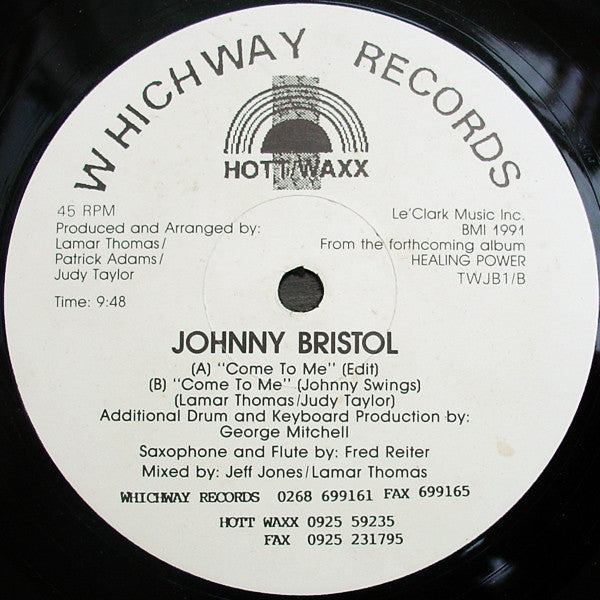 WHICHWAY RECORDS
HOTT WAXX
45 RPM
Produced and Arranged by:
Lamar Thomas/
Patrick Adams/
Judy Taylor
Time: 9:48
Le'Clark Music Inc.
BMI 1991
From the forthcoming album
HEALING POWER
TWJB1/B
JOHNNY BRISTOL
(A) "Come To Me" (Edit)
(B) "Come To Me" (Johnny Swings)
(Lamar Thomas/Judy Taylor)
Additional Drum and Keyboard Production by:
George Mitchell
Saxophone and Flute by: Fred Reiter
Mixed by: Jeff Jones/Lamar Thomas
WHICHWAY RECORDS 0268 699161 FAX 699165
HOTT WAXX 0925 59235
FAX 0925 231795